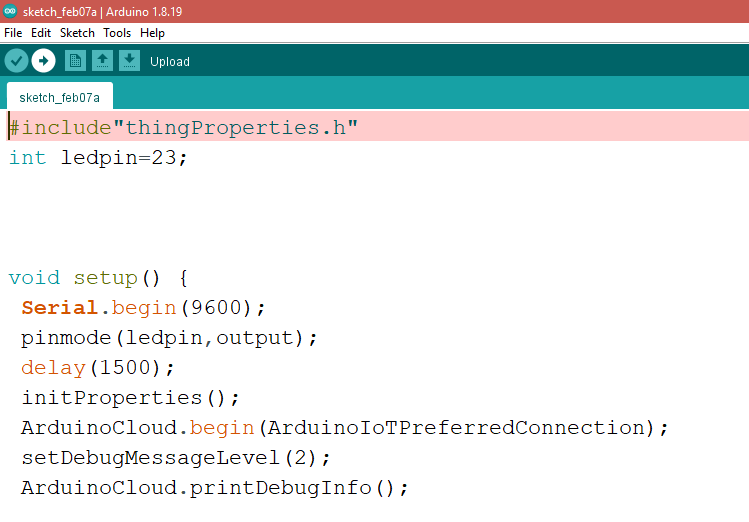 sketch_feb07a | Arduino 1.8.19
File Edit Sketch Tools Help
Upload
sketch_feb07a
#include"thingProperties.h"
int ledpin=23;
void setup() {
Serial.begin(9600);
pinmode(ledpin,output);
delay(1500);
initProperties();
ArduinoCloud.begin(ArduinoIoTPreferredConnection);
setDebugMessageLevel(2);
ArduinoCloud.printDebugInfo();